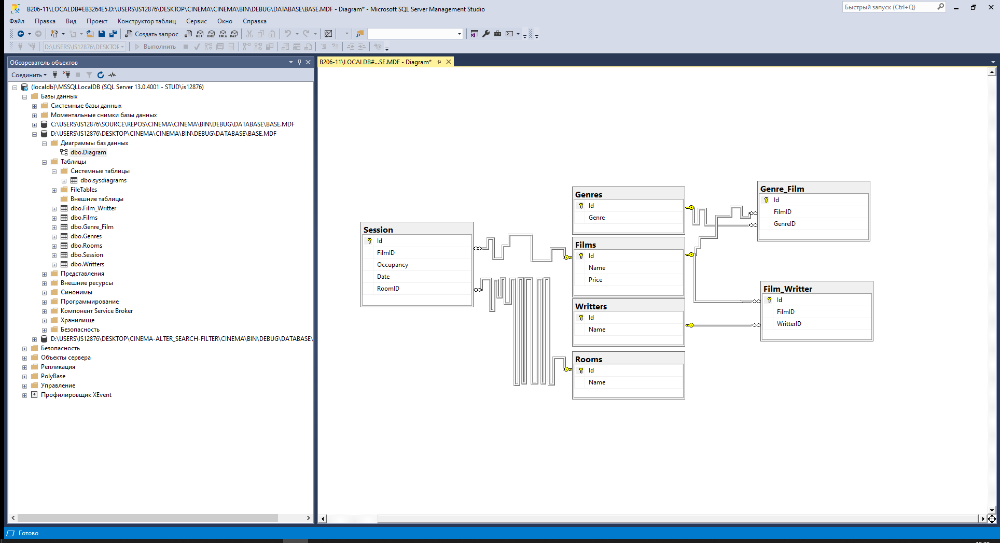 B206-11\LOCALDB#EB3264E5.D:\USERS\IS12876\DESKTOP\CINEMA\CINEMA\BIN\DEBUG\DATABASE\BASE.MDF - Diagram* - Microsoft SQL Server Management Studio
Быстрый запуск (Ctrl+Q)
Файл Правка Вид Проект Конструктор таблиц Сервис Окно Справка
Создать запрос MDX DMX XMLA DAX
D:\USERS\IS12876\DESKTOF Выполнить
Обозреватель объектов
Соединить
(localdb)\MSSQLLocalDB (SQL Server 13.0.4001 - STUD\is12876)
Базы данных
Системные базы данных
Моментальные снимки базы данных
C:\USERS\IS12876\SOURCE\REPOS\CINEMA\CINEMA\BIN\DEBUG\DATABASE\BASE.MDF
D:\USERS\IS12876\DESKTOP\CINEMA\CINEMA\BIN\DEBUG\DATABASE\BASE.MDF
Диаграммы баз данных
dbo.Diagram
Таблицы
Системные таблицы
dbo.sysdiagrams
FileTables
Внешние таблицы
dbo.Film_Writter
dbo.Films
dbo.Genre_Film
dbo.Genres
dbo.Rooms
dbo.Session
dbo.Writters
Представления
Внешние ресурсы
Синонимы
Программирование
Компонент Service Broker
Хранилище
Безопасность
D:\USERS\IS12876\DESKTOP\CINEMA-ALTER_SEARCH-FILTER\CINEMA\BIN\DEBUG\DATABASE\
Безопасность
Объекты сервера
Репликация
PolyBase
Управление
Профилировщик XEvent
B206-11\LOCALDB#...SE.MDF - Diagram*
Session
Id
FilmID
Occupancy
Date
RoomID
Genres
Id
Genre
Films
Id
Name
Price
Writters
Id
Name
Rooms
Id
Name
Genre_Film
Id
FilmID
GenreID
Film_Writter
Id
FilmID
WritterID
Готово